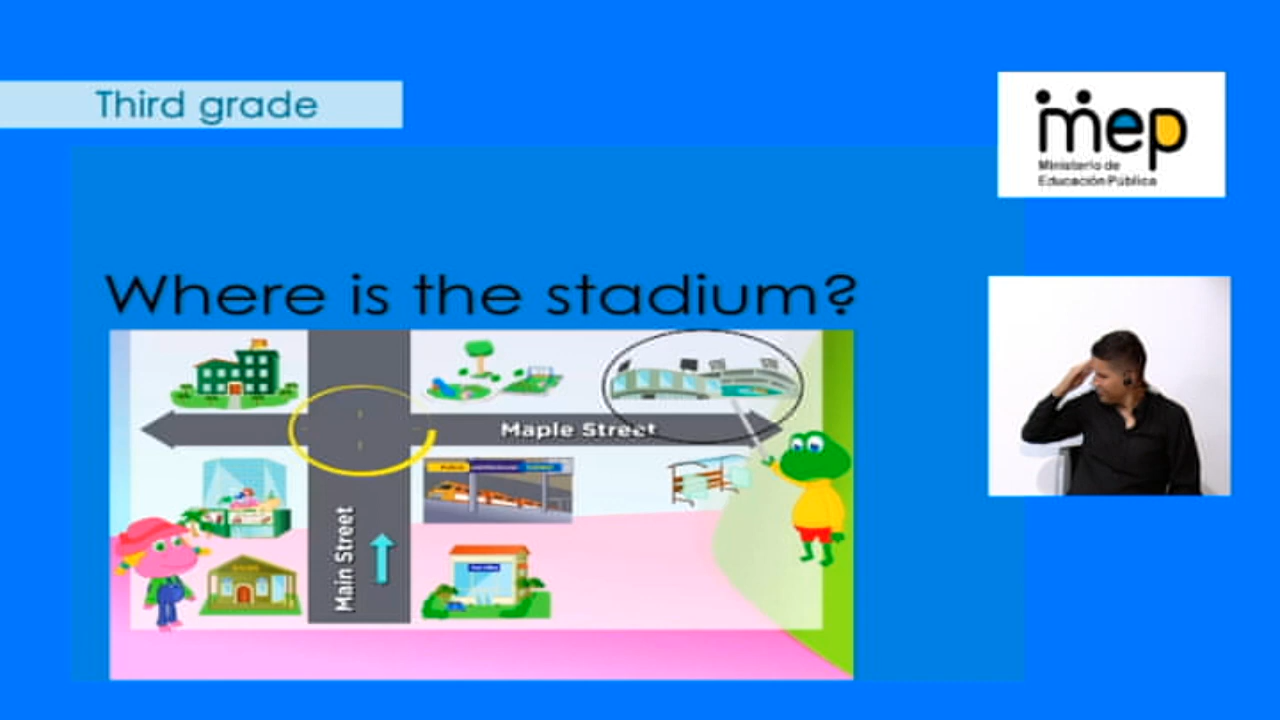 Third grade
mep
Ministerio de
Educación Pública
Where is the stadium?
Maple Street
Main Street